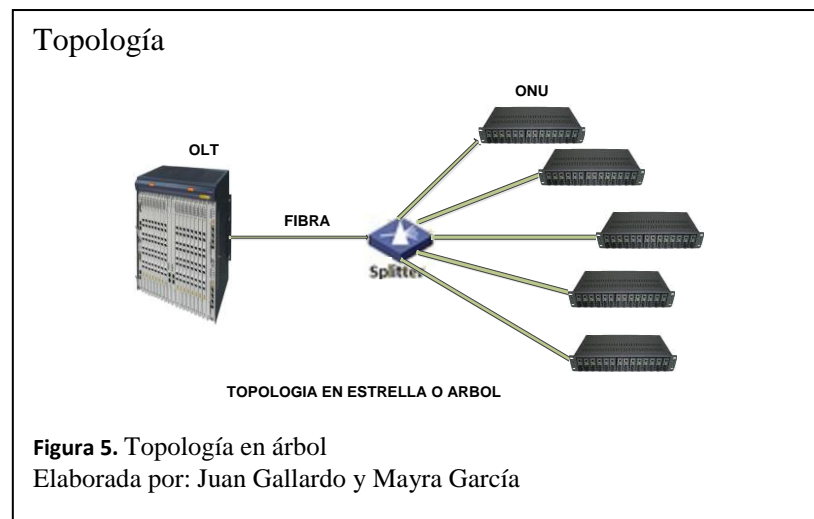 Topología
ONU
OLT
FIBRA
Splitter
TOPOLOGIA EN ESTRELLA O ARBOL
Figura 5. Topología en árbol
Elaborada por: Juan Gallardo y Mayra García